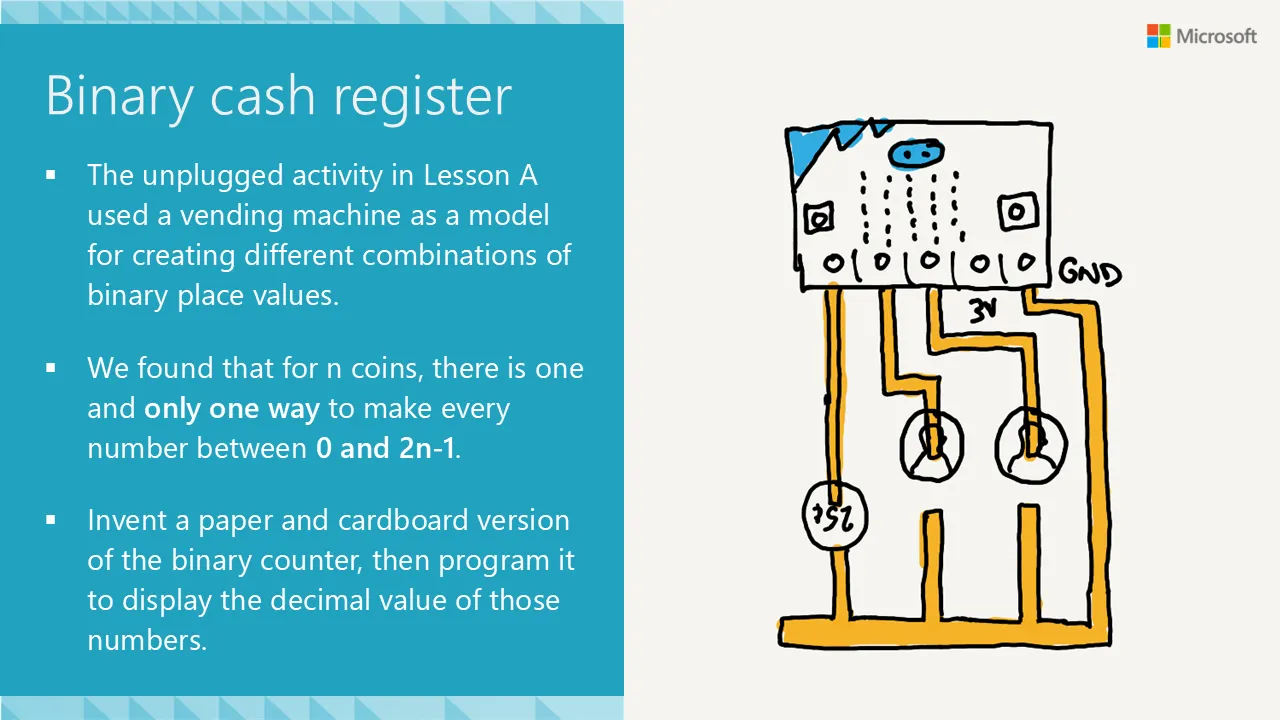 Microsoft
Binary cash register
▪ The unplugged activity in Lesson A
used a vending machine as a model
for creating different combinations of
binary place values.
▪ We found that for n coins, there is one
and only one way to make every
number between 0 and 2n-1.
▪ Invent a paper and cardboard version
of the binary counter, then program it
to display the decimal value of those
numbers.
GND
3V
25¢